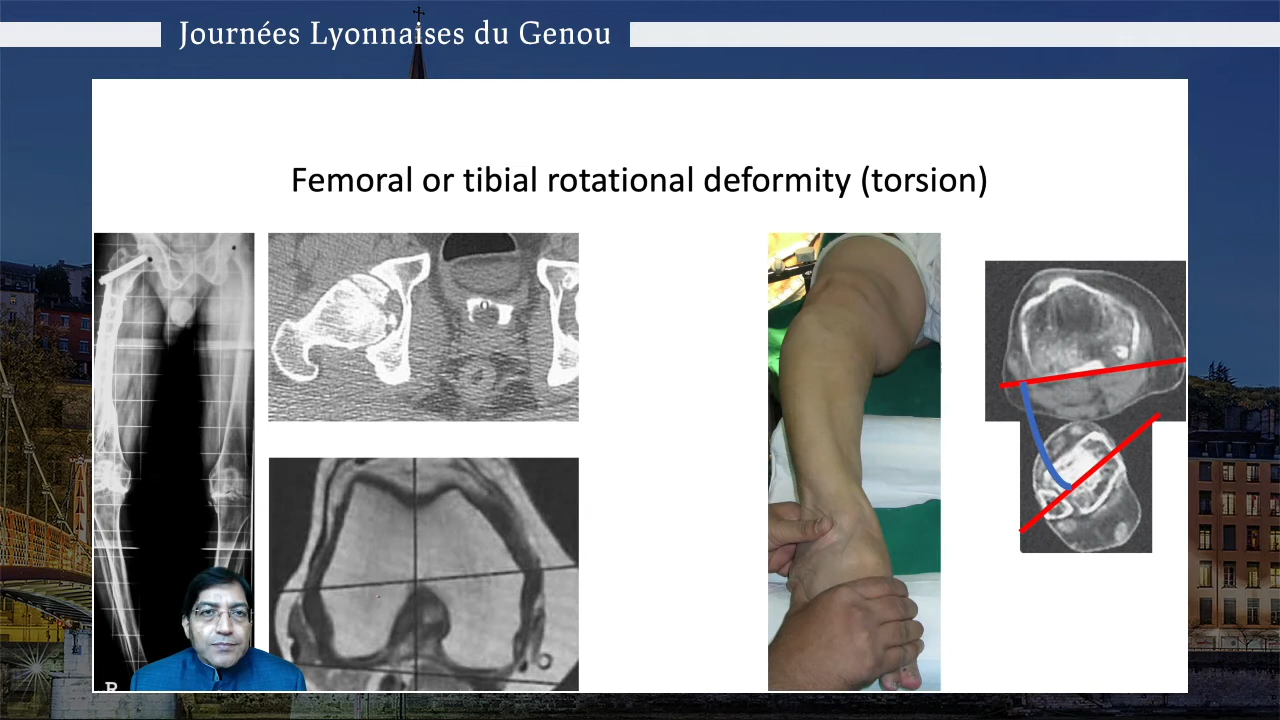 Journées Lyonnaises du Genou
Femoral or tibial rotational deformity (torsion)
R